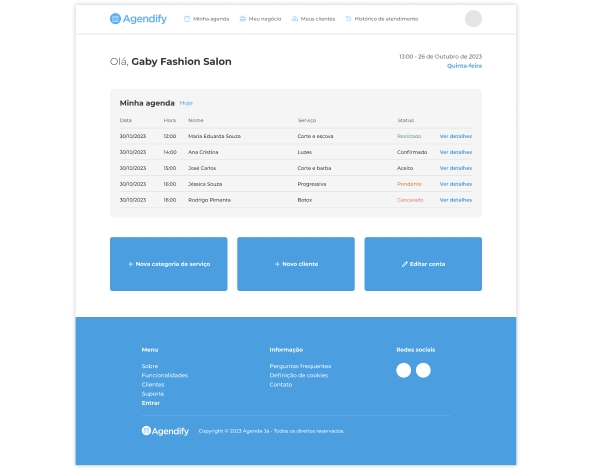 Agendify Minha agenda Meu negócio Meus clientes Histórico de atendimento
13:00 - 26 de Outubro de 2023
Olá, Gaby Fashion Salon
Quinta-feira
Minha agenda Hoje
Data Hora Nome Serviço Status
30/10/2023 12:00 Maria Eduarda Souza Corte e escova Realizado Ver detalhes
30/10/2023 14:00 Ana Cristina Luzes Confirmado Ver detalhes
30/10/2023 15:00 José Carlos Corte e barba Aceito Ver detalhes
30/10/2023 16:00 Jéssica Souza Progressiva Pendente Ver detalhes
30/10/2023 16:00 Rodrigo Pimenta Botox Cancelado Ver detalhes
+ Nova categoria de serviço
+ Novo cliente
Editar conta
Menu Informação Redes sociais
Sobre Perguntas frequentes
Funcionalidades Definição de cookies
Clientes Contato
Suporte
Entrar
Agendify Copyright © 2023 Agende Já - Todos os direitos reservados.